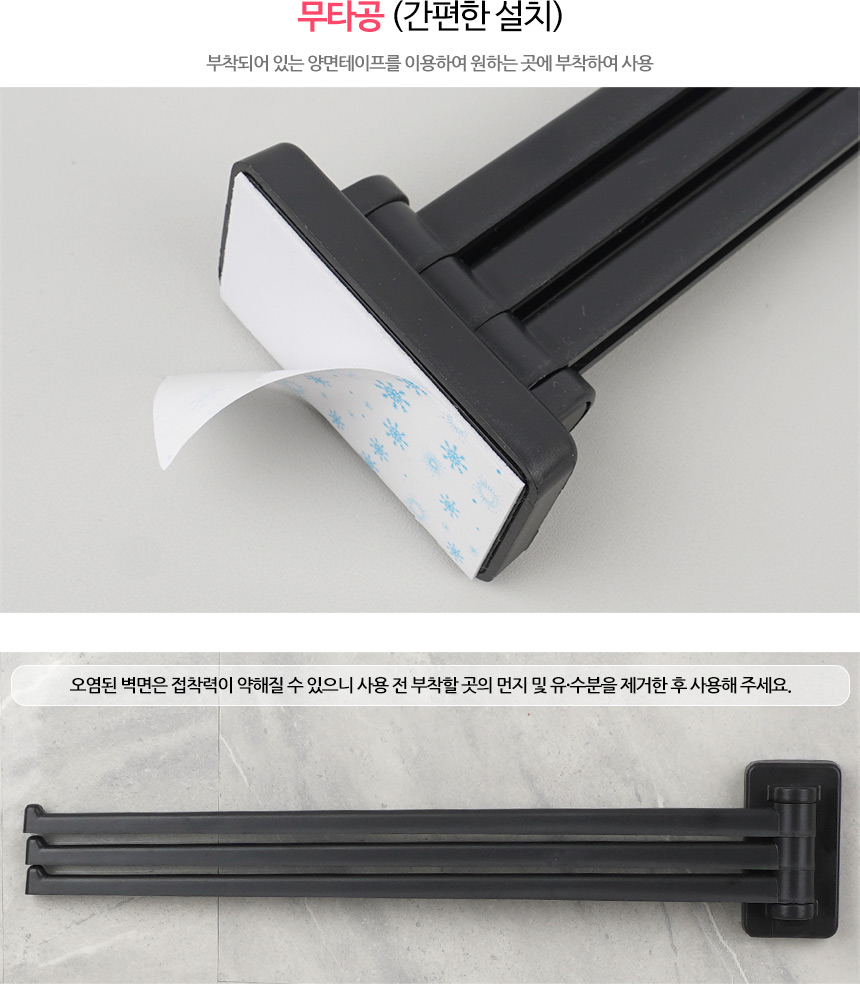 무타공 (간편한 설치)
부착되어 있는 양면테이프를 이용하여 원하는 곳에 부착하여 사용
오염된 벽면은 접착력이 약해질 수 있으니 사용 전 부착할 곳의 먼지 및 유·수분을 제거한 후 사용해 주세요.